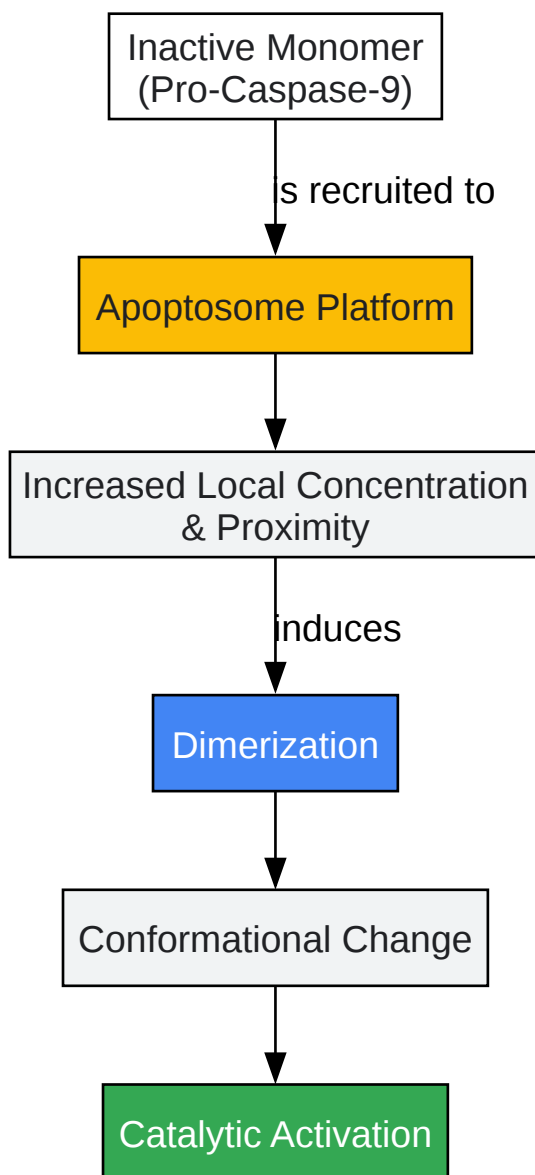 Inactive Monomer
(Pro-Caspase-9)
is recruited to
Apoptosome Platform
Increased Local Concentration
& Proximity
induces
Dimerization
Conformational Change
Catalytic Activation